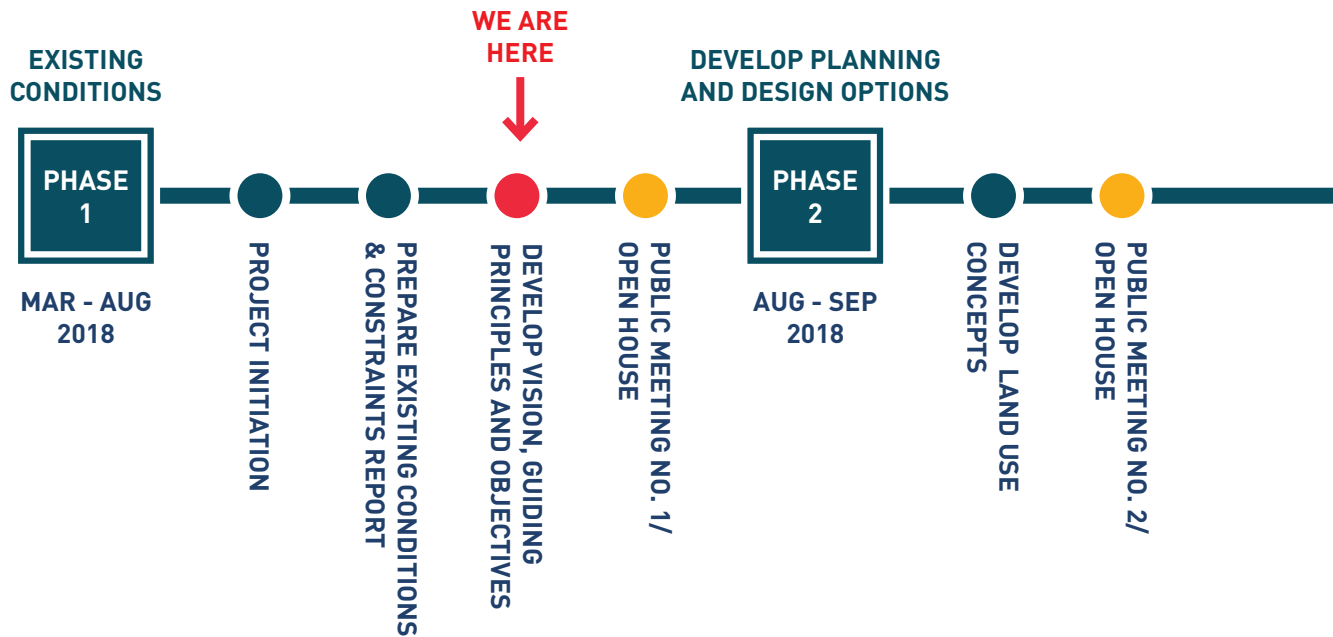 WE ARE
HERE
EXISTING
CONDITIONS
DEVELOP PLANNING
AND DESIGN OPTIONS
PHASE
1
PHASE
2
MAR - AUG
2018
PROJECT INITIATION
PREPARE EXISTING CONDITIONS
& CONSTRAINTS REPORT
DEVELOP VISION, GUIDING
PRINCIPLES AND OBJECTIVES
PUBLIC MEETING NO. 1/
OPEN HOUSE
AUG - SEP
2018
DEVELOP LAND USE
CONCEPTS
PUBLIC MEETING NO. 2/
OPEN HOUSE